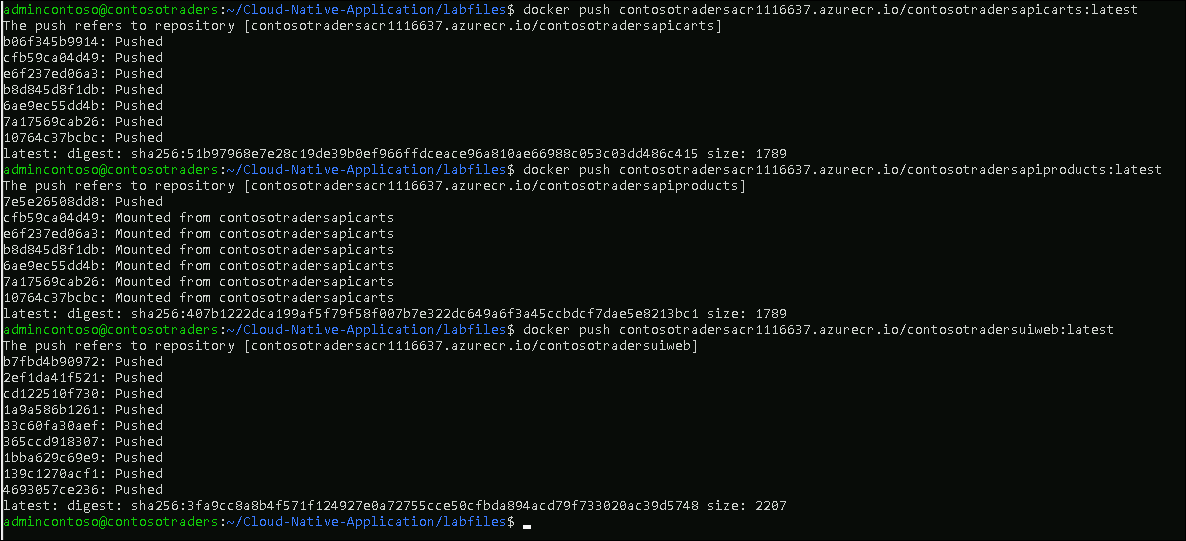 admincontoso@contosotraders:~/Cloud-Native-Application/labfiles$ docker push contosotradersacr1116637.azurecr.io/contosotradersapicarts:latest
The push refers to repository [contosotradersacr1116637.azurecr.io/contosotradersapicarts]
b06f345b9914: Pushed
cfb59ca04d49: Pushed
e6f237ed06a3: Pushed
b8d845d8f1db: Pushed
6ae9ec55dd4b: Pushed
7a17569cab26: Pushed
10764c37bcbc: Pushed
latest: digest: sha256:51b97968e7e28c19de39b0ef966ffdceace96a810ae66988c053c03dd486c415 size: 1789
admincontoso@contosotraders:~/Cloud-Native-Application/labfiles$ docker push contosotradersacr1116637.azurecr.io/contosotradersapiproducts:latest
The push refers to repository [contosotradersacr1116637.azurecr.io/contosotradersapiproducts]
7e5e26508dd8: Pushed
cfb59ca04d49: Mounted from contosotradersapicarts
e6f237ed06a3: Mounted from contosotradersapicarts
b8d845d8f1db: Mounted from contosotradersapicarts
6ae9ec55dd4b: Mounted from contosotradersapicarts
7a17569cab26: Mounted from contosotradersapicarts
10764c37bcbc: Mounted from contosotradersapicarts
latest: digest: sha256:407b1222dca199af5f79f58f007b7e322dc649a6f3a45ccbdcf7dae5e8213bc1 size: 1789
admincontoso@contosotraders:~/Cloud-Native-Application/labfiles$ docker push contosotradersacr1116637.azurecr.io/contosotradersuiweb:latest
The push refers to repository [contosotradersacr1116637.azurecr.io/contosotradersuiweb]
b7fbd4b90972: Pushed
2ef1da41f521: Pushed
cd122510f730: Pushed
1a9a586b1261: Pushed
33c60fa30aef: Pushed
365ccd918307: Pushed
1bba629c69e9: Pushed
139c1270acf1: Pushed
4693057ce236: Pushed
latest: digest: sha256:3fa9cc8a8b4f571f124927e0a72755cce50cfbda894acd79f733020ac39d5748 size: 2207
admincontoso@contosotraders:~/Cloud-Native-Application/labfiles$